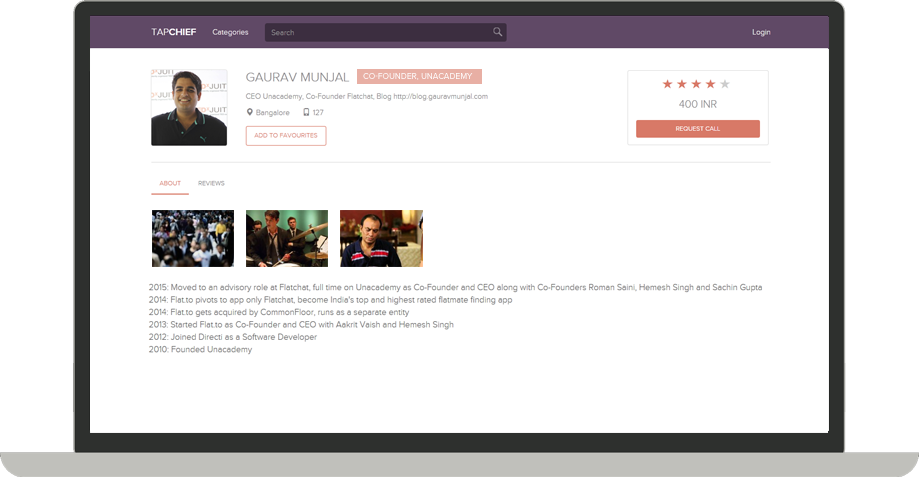 TAPCHIEF Categories Search Login
GAURAV MUNJAL CO-FOUNDER, UNACADEMY
CEO Unacademy, Co-Founder Flatchat, Blog http://blog.gauravmunjal.com
Bangalore 127
ADD TO FAVOURITES
400 INR
REQUEST CALL
ABOUT REVIEWS
2015: Moved to an advisory role at Flatchat, full time on Unacademy as Co-Founder and CEO along with Co-Founders Roman Saini, Hemesh Singh and Sachin Gupta
2014: Flat.to pivots to app only Flatchat, become India's top and highest rated flatmate finding app
2014: Flat.to gets acquired by CommonFloor, runs as a separate entity
2013: Started Flat.to as Co-Founder and CEO with Aakrit Vaish and Hemesh Singh
2012: Joined Directi as a Software Developer
2010: Founded Unacademy